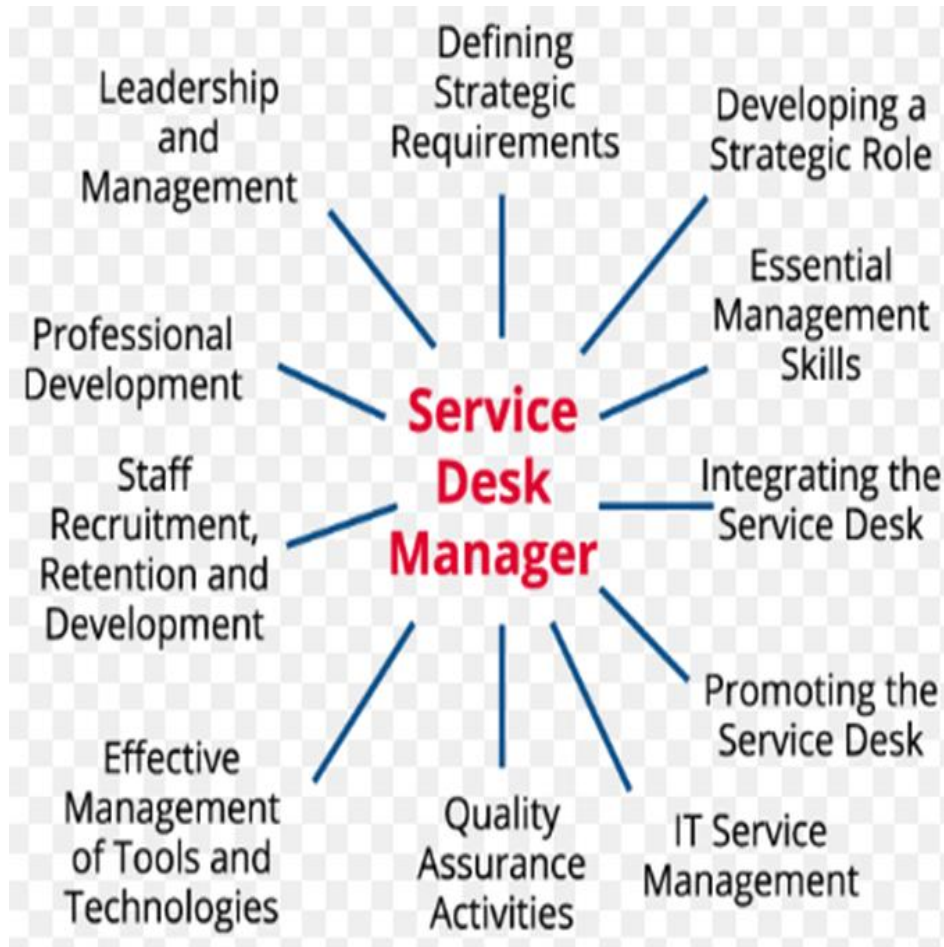 Defining
Strategic
Requirements
Leadership
and
Management
Developing a
Strategic Role
Essential
Management
Skills
Professional
Development
Service
Desk
Manager
Staff
Recruitment,
Retention and
Development
Integrating the
Service Desk
Promoting the
Service Desk
Effective
Management
of Tools and
Technologies
Quality
Assurance
Activities
IT Service
Management